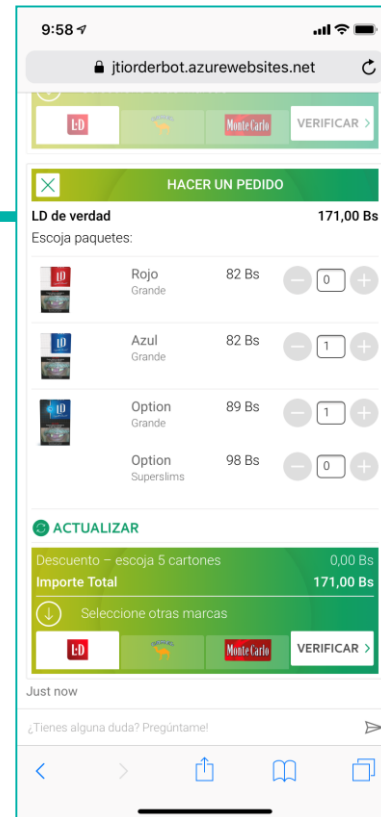 9:58
jtiorderbot.azurewebsites.net
LD
Monte Carlo
VERIFICAR >
HACER UN PEDIDO
LD de verdad 171,00 Bs
Escoja paquetes:
LD
Rojo 82 Bs 0
Grande
LD
Azul 82 Bs 1
Grande
LD
Option 89 Bs 1
Grande
Option 98 Bs 0
Superslims
ACTUALIZAR
Descuento – escoja 5 cartones 0,00 Bs
Importe Total 171,00 Bs
Seleccione otras marcas
LD
Monte Carlo
VERIFICAR >
Just now
¿Tienes alguna duda? Pregúntame!